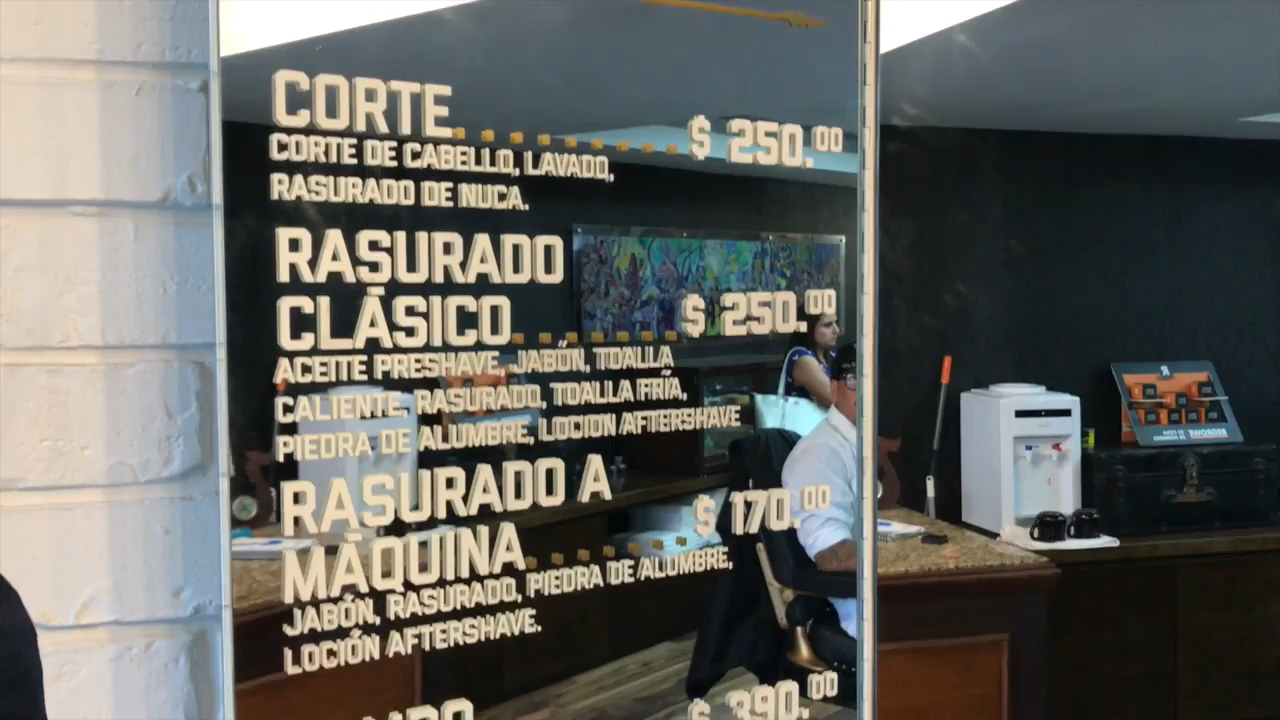 CORTE..........$ 250.00
CORTE DE CABELLO, LAVADO,
RASURADO DE NUCA.
RASURADO
CLÁSICO......$ 250.00
ACEITE PRESHAVE, JABÓN, TOALLA
CALIENTE, RASURADO, TOALLA FRÍA,
PIEDRA DE ALUMBRE, LOCION AFTERSHAVE
RASURADO A
MÁQUINA......$ 170.00
JABÓN, RASURADO, PIEDRA DE ALUMBRE,
LOCIÓN AFTERSHAVE.
$ 390.00